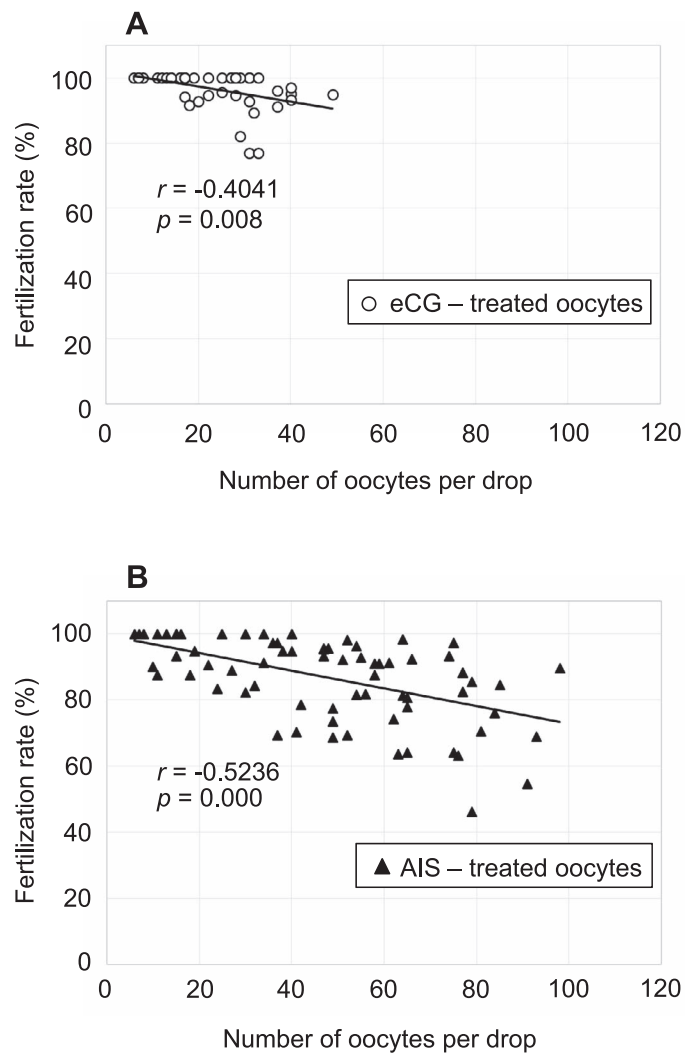 A
Fertilization rate (%)
100
80
60
40
20
0
r = -0.4041
p = 0.008
eCG – treated oocytes
0 20 40 60 80 100 120
Number of oocytes per drop
B
Fertilization rate (%)
100
80
60
40
20
0
r = -0.5236
p = 0.000
AIS – treated oocytes
0 20 40 60 80 100 120
Number of oocytes per drop